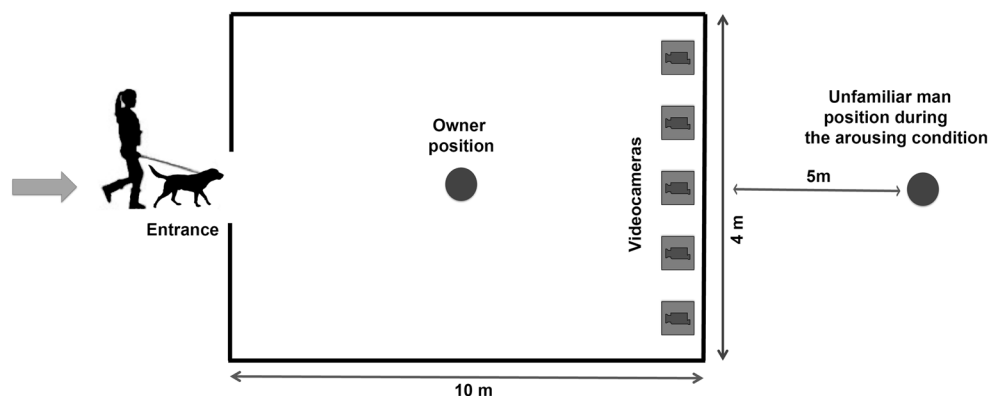 Entrance
Owner
position
Videocameras
4 m
10 m
5m
Unfamiliar man
position during
the arousing condition